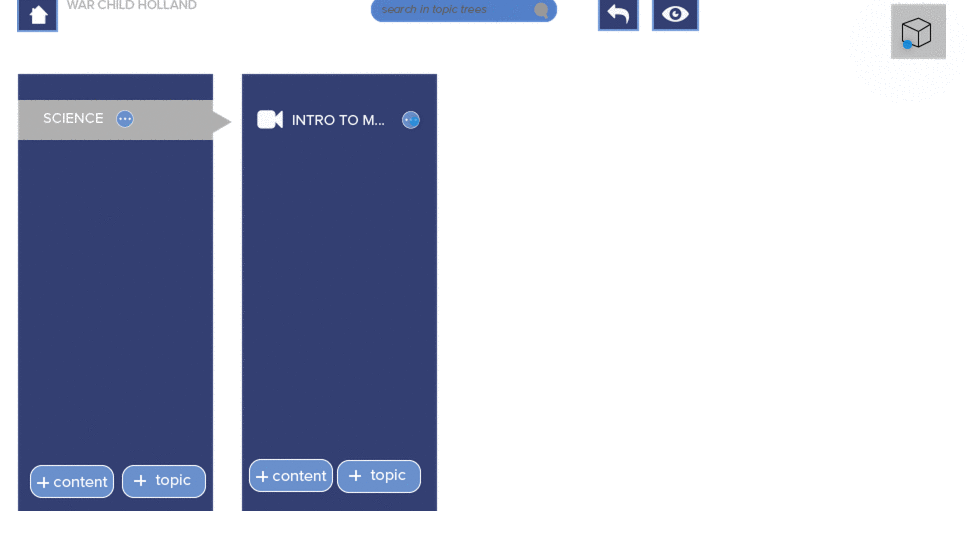 WAR CHILD HOLLAND
search in topic trees
SCIENCE
INTRO TO M...
+ content
+ topic
+ content
+ topic